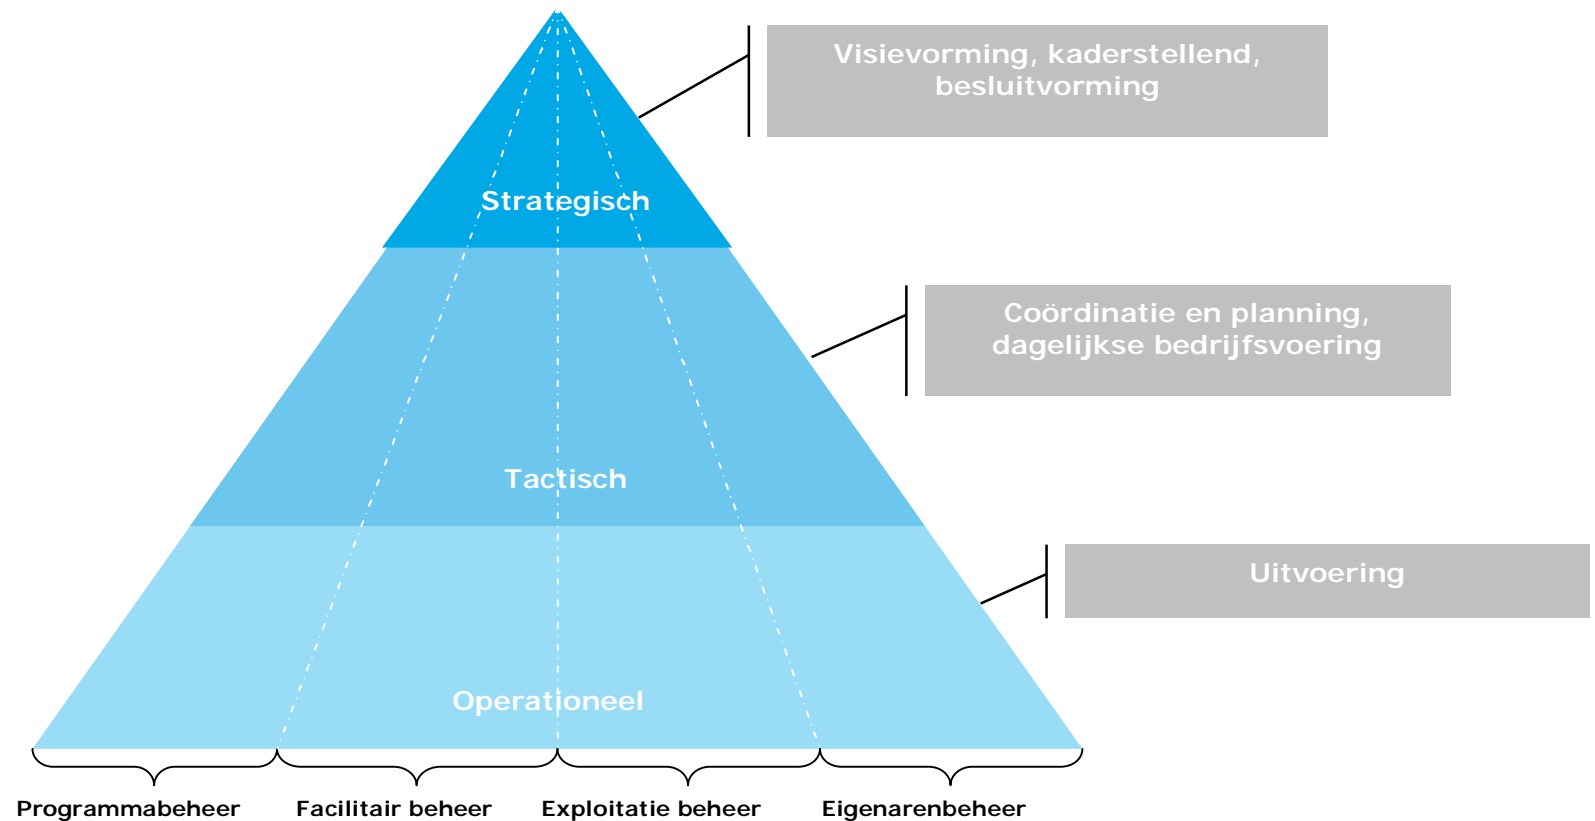 Visievorming, kaderstellend,
besluitvorming
Strategisch
Coördinatie en planning,
dagelijkse bedrijfsvoering
Tactisch
Uitvoering
Operationeel
Programmabeheer
Facilitair beheer
Exploitatie beheer
Eigenarenbeheer